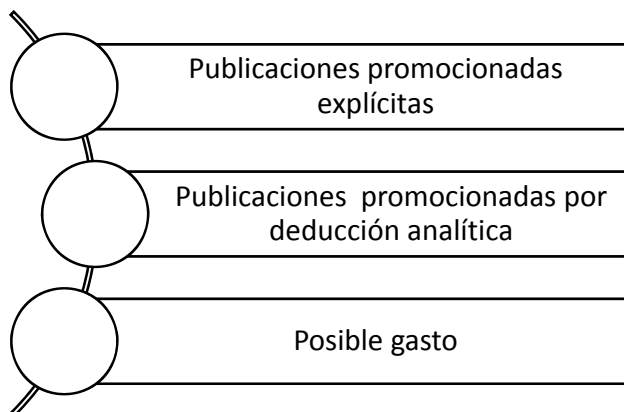 Publicaciones promocionadas
explícitas
Publicaciones promocionadas por
deducción analítica
Posible gasto